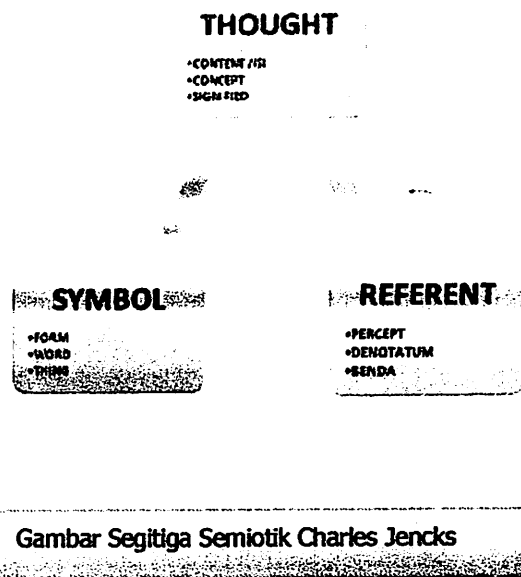 THOUGHT
•CONTENT /ISI
•CONCEPT
•SIGNIFIED
SYMBOL
•FORM
•WORD
•THING
REFERENT
•PERCEPT
•DENOTATUM
•BENDA
Gambar Segitiga Semiotik Charles Jencks